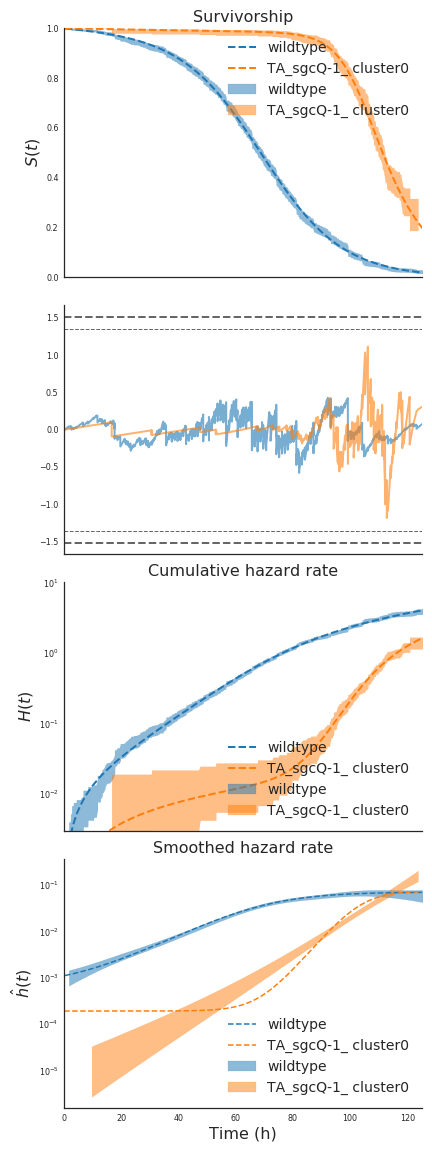 Survivorship
1.0
0.8
0.6
0.4
0.2
0.0
S(t)
wildtype
TA_sgcQ-1_ cluster0
wildtype
TA_sgcQ-1_ cluster0
1.5
1.0
0.5
0.0
−0.5
−1.0
−1.5
Cumulative hazard rate
10¹
10⁰
10⁻¹
10⁻²
H(t)
wildtype
TA_sgcQ-1_ cluster0
wildtype
TA_sgcQ-1_ cluster0
Smoothed hazard rate
10⁻¹
10⁻²
10⁻³
10⁻⁴
10⁻⁵
ĥ(t)
wildtype
TA_sgcQ-1_ cluster0
wildtype
TA_sgcQ-1_ cluster0
0 20 40 60 80 100 120
Time (h)